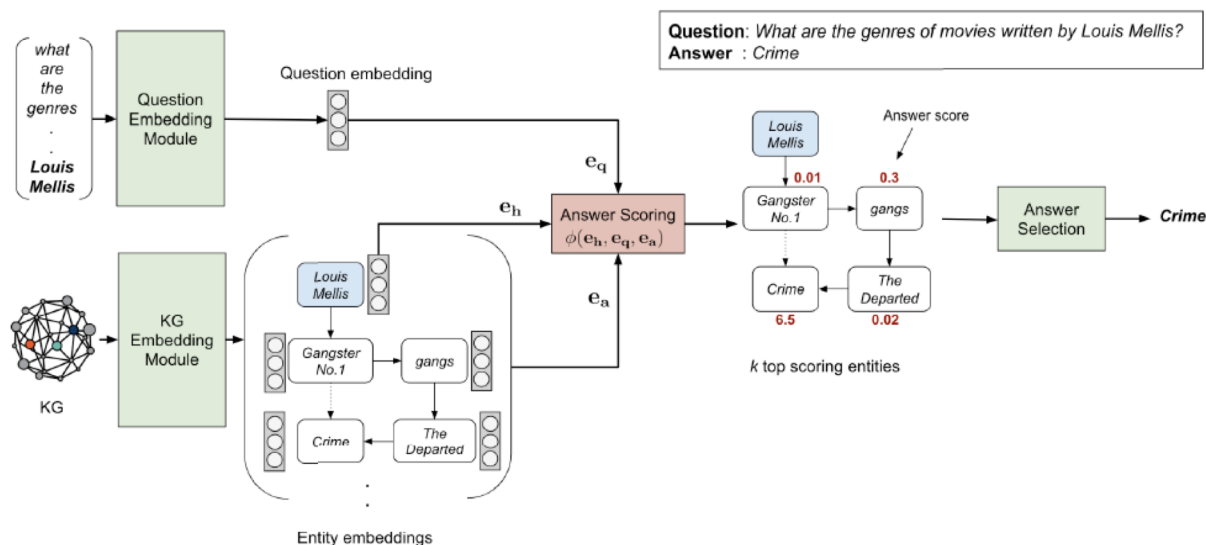 Question: What are the genres of movies written by Louis Mellis?
Answer : Crime
what
are
the
genres
.
.
Louis
Mellis
Question
Embedding
Module
Question embedding
e_q
e_h
Answer Scoring
ϕ(e_h, e_q, e_a)
e_a
Louis
Mellis
Answer score
0.01
0.3
Gangster
No.1
gangs
Crime
The
Departed
6.5
0.02
k top scoring entities
Answer
Selection
Crime
KG
KG
Embedding
Module
Louis
Mellis
Gangster
No.1
gangs
Crime
The
Departed
.
.
Entity embeddings